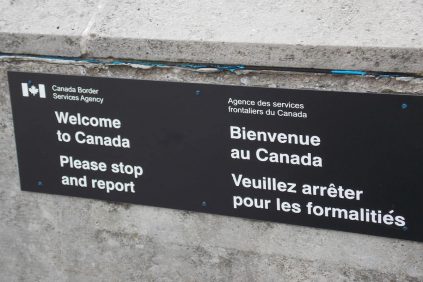 Canada Border
Services Agency
Welcome
to Canada
Please stop
and report
Agence des services
frontaliers du Canada
Bienvenue
au Canada
Veuillez arrêter
pour les formalités